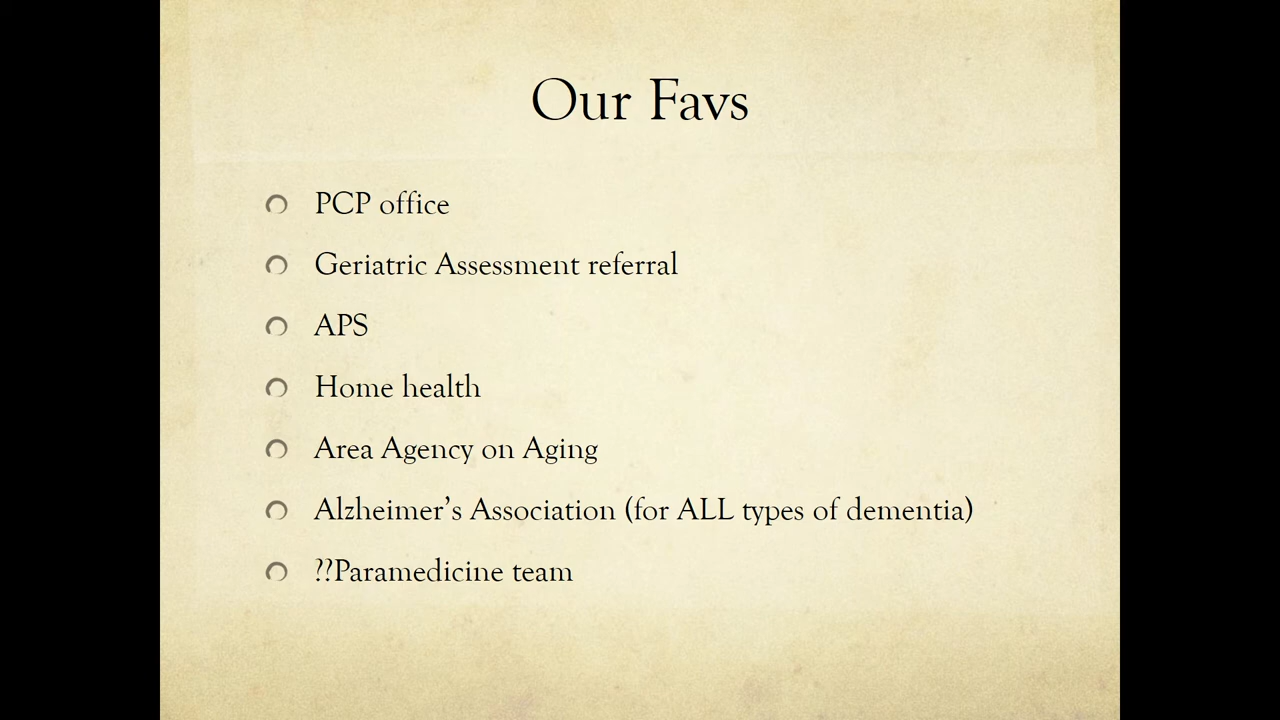 Our Favs
PCP office
Geriatric Assessment referral
APS
Home health
Area Agency on Aging
Alzheimer’s Association (for ALL types of dementia)
??Paramedicine team